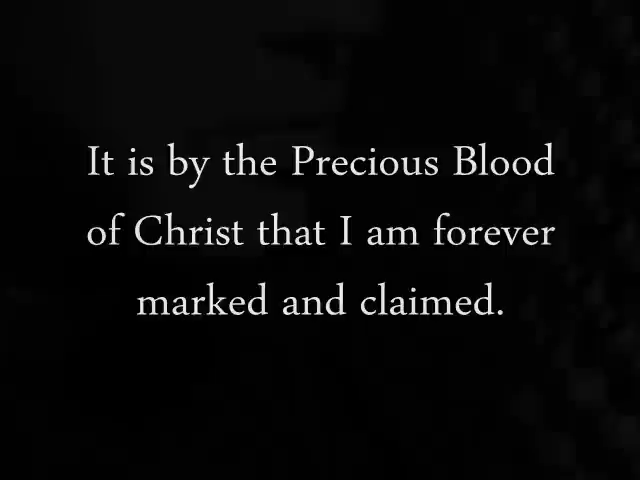 It is by the Precious Blood
of Christ that I am forever
marked and claimed.